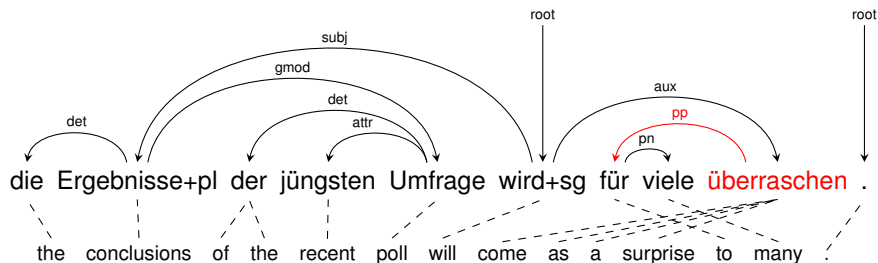 root root
subj
gmod aux
det pp
det attr pn
die Ergebnisse+pl der jüngsten Umfrage wird+sg für viele überraschen .
the conclusions of the recent poll will come as a surprise to many .